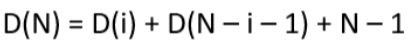 D(N) = D(i) + D(N – i – 1) + N – 1